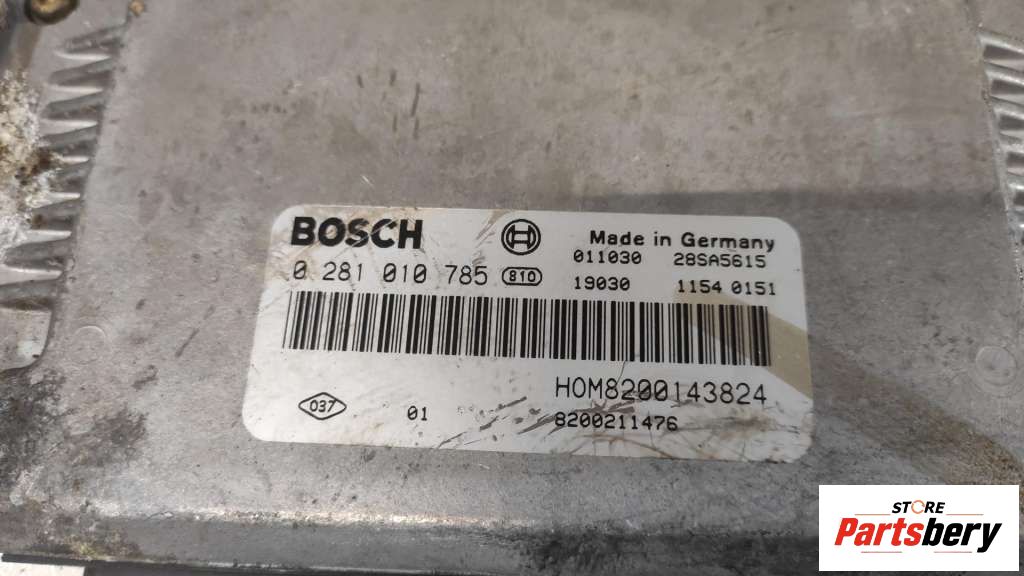 BOSCH
Made in Germany
011030 28SA5615
0 281 010 785 810
19030 1154 0151
HOM8200143824
037 01
8200211476
STORE
Partsbery